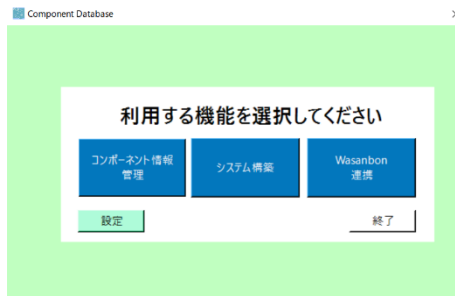 Component Database
利用する機能を選択してください
コンポーネント情報
管理
システム構築
Wasanbon
連携
設定
終了